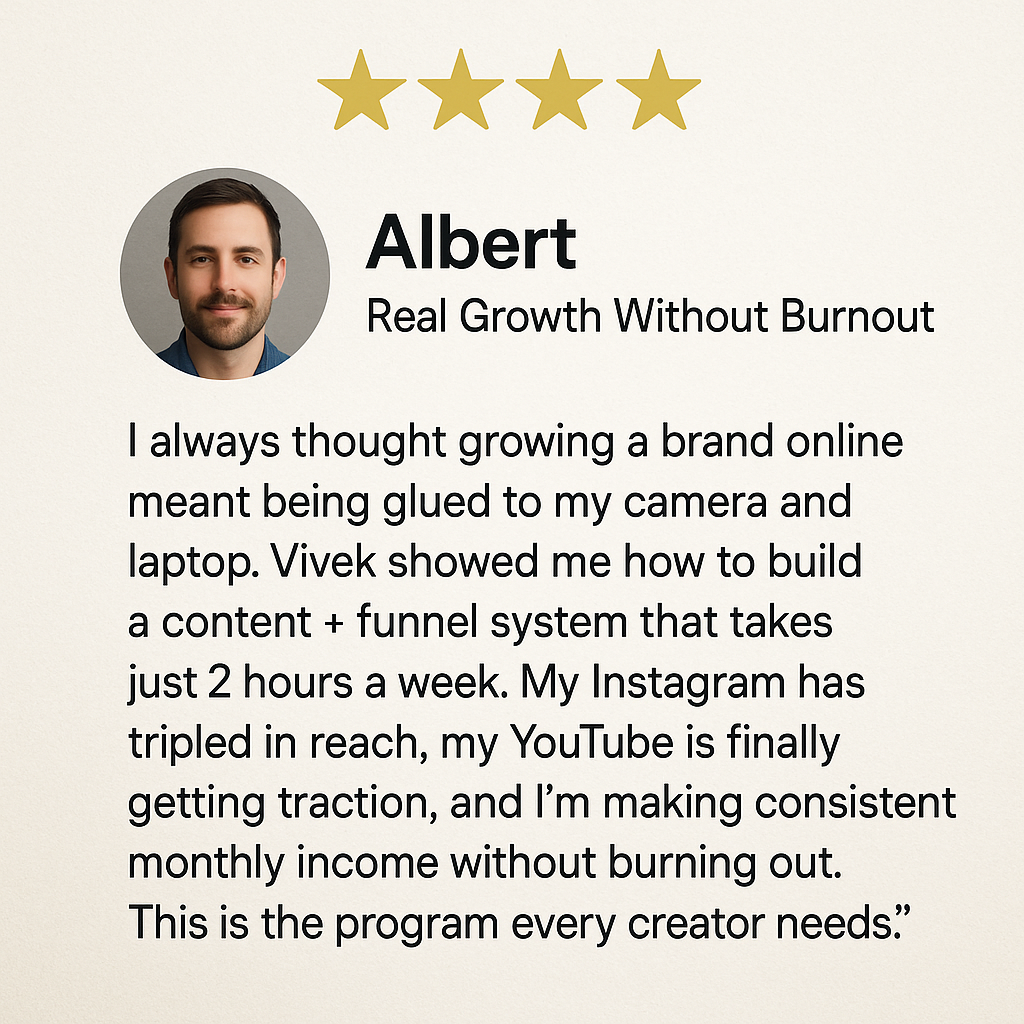 Albert
Real Growth Without Burnout
I always thought growing a brand online
meant being glued to my camera and
laptop. Vivek showed me how to build
a content + funnel system that takes
just 2 hours a week. My Instagram has
tripled in reach, my YouTube is finally
getting traction, and I’m making consistent
monthly income without burning out.
This is the program every creator needs.”